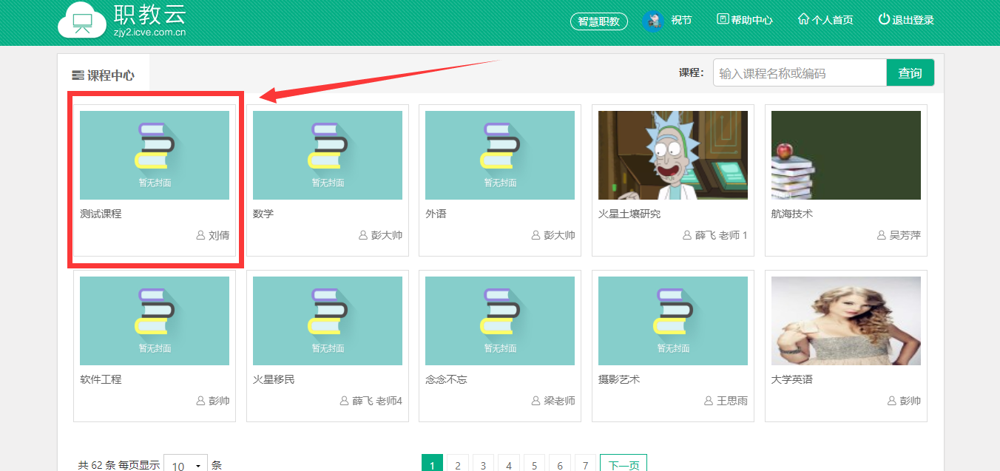 职教云
zjy2.icve.com.cn
智慧职教 祝节 帮助中心 个人首页 退出登录
课程中心 课程: 输入课程名称或编码 查询
暂无封面 暂无封面 暂无封面
测试课程 数学 外语 火星土壤研究 航海技术
刘倩 彭大帅 彭大帅 薛飞 老师 1 吴芳萍
暂无封面 暂无封面 暂无封面 暂无封面
软件工程 火星移民 念念不忘 摄影艺术 大学英语
彭帅 薛飞 老师4 梁老师 王思雨 彭帅
共 62 条 每页显示 10 条 1 2 3 4 5 6 7 下一页